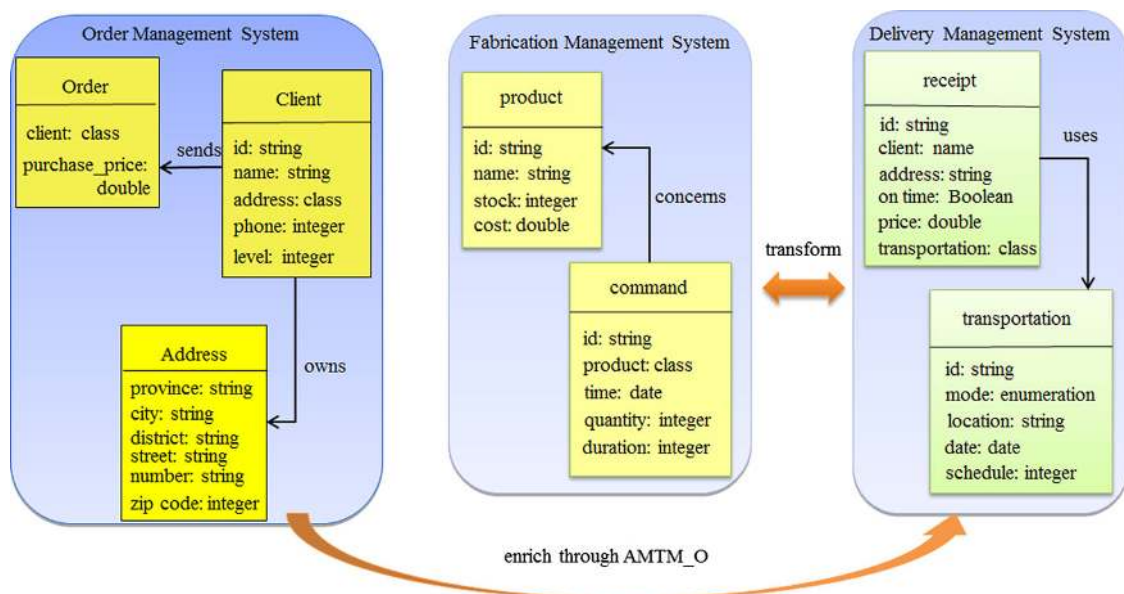 Order Management System
Order
client: class
purchase_price:
double
sends
Client
id: string
name: string
address: class
phone: integer
level: integer
owns
Address
province: string
city: string
district: string
street: string
number: string
zip code: integer
Fabrication Management System
product
id: string
name: string
stock: integer
cost: double
concerns
command
id: string
product: class
time: date
quantity: integer
duration: integer
transform
Delivery Management System
receipt
id: string
client: name
address: string
on time: Boolean
price: double
transportation: class
uses
transportation
id: string
mode: enumeration
location: string
date: date
schedule: integer
enrich through AMTM_O